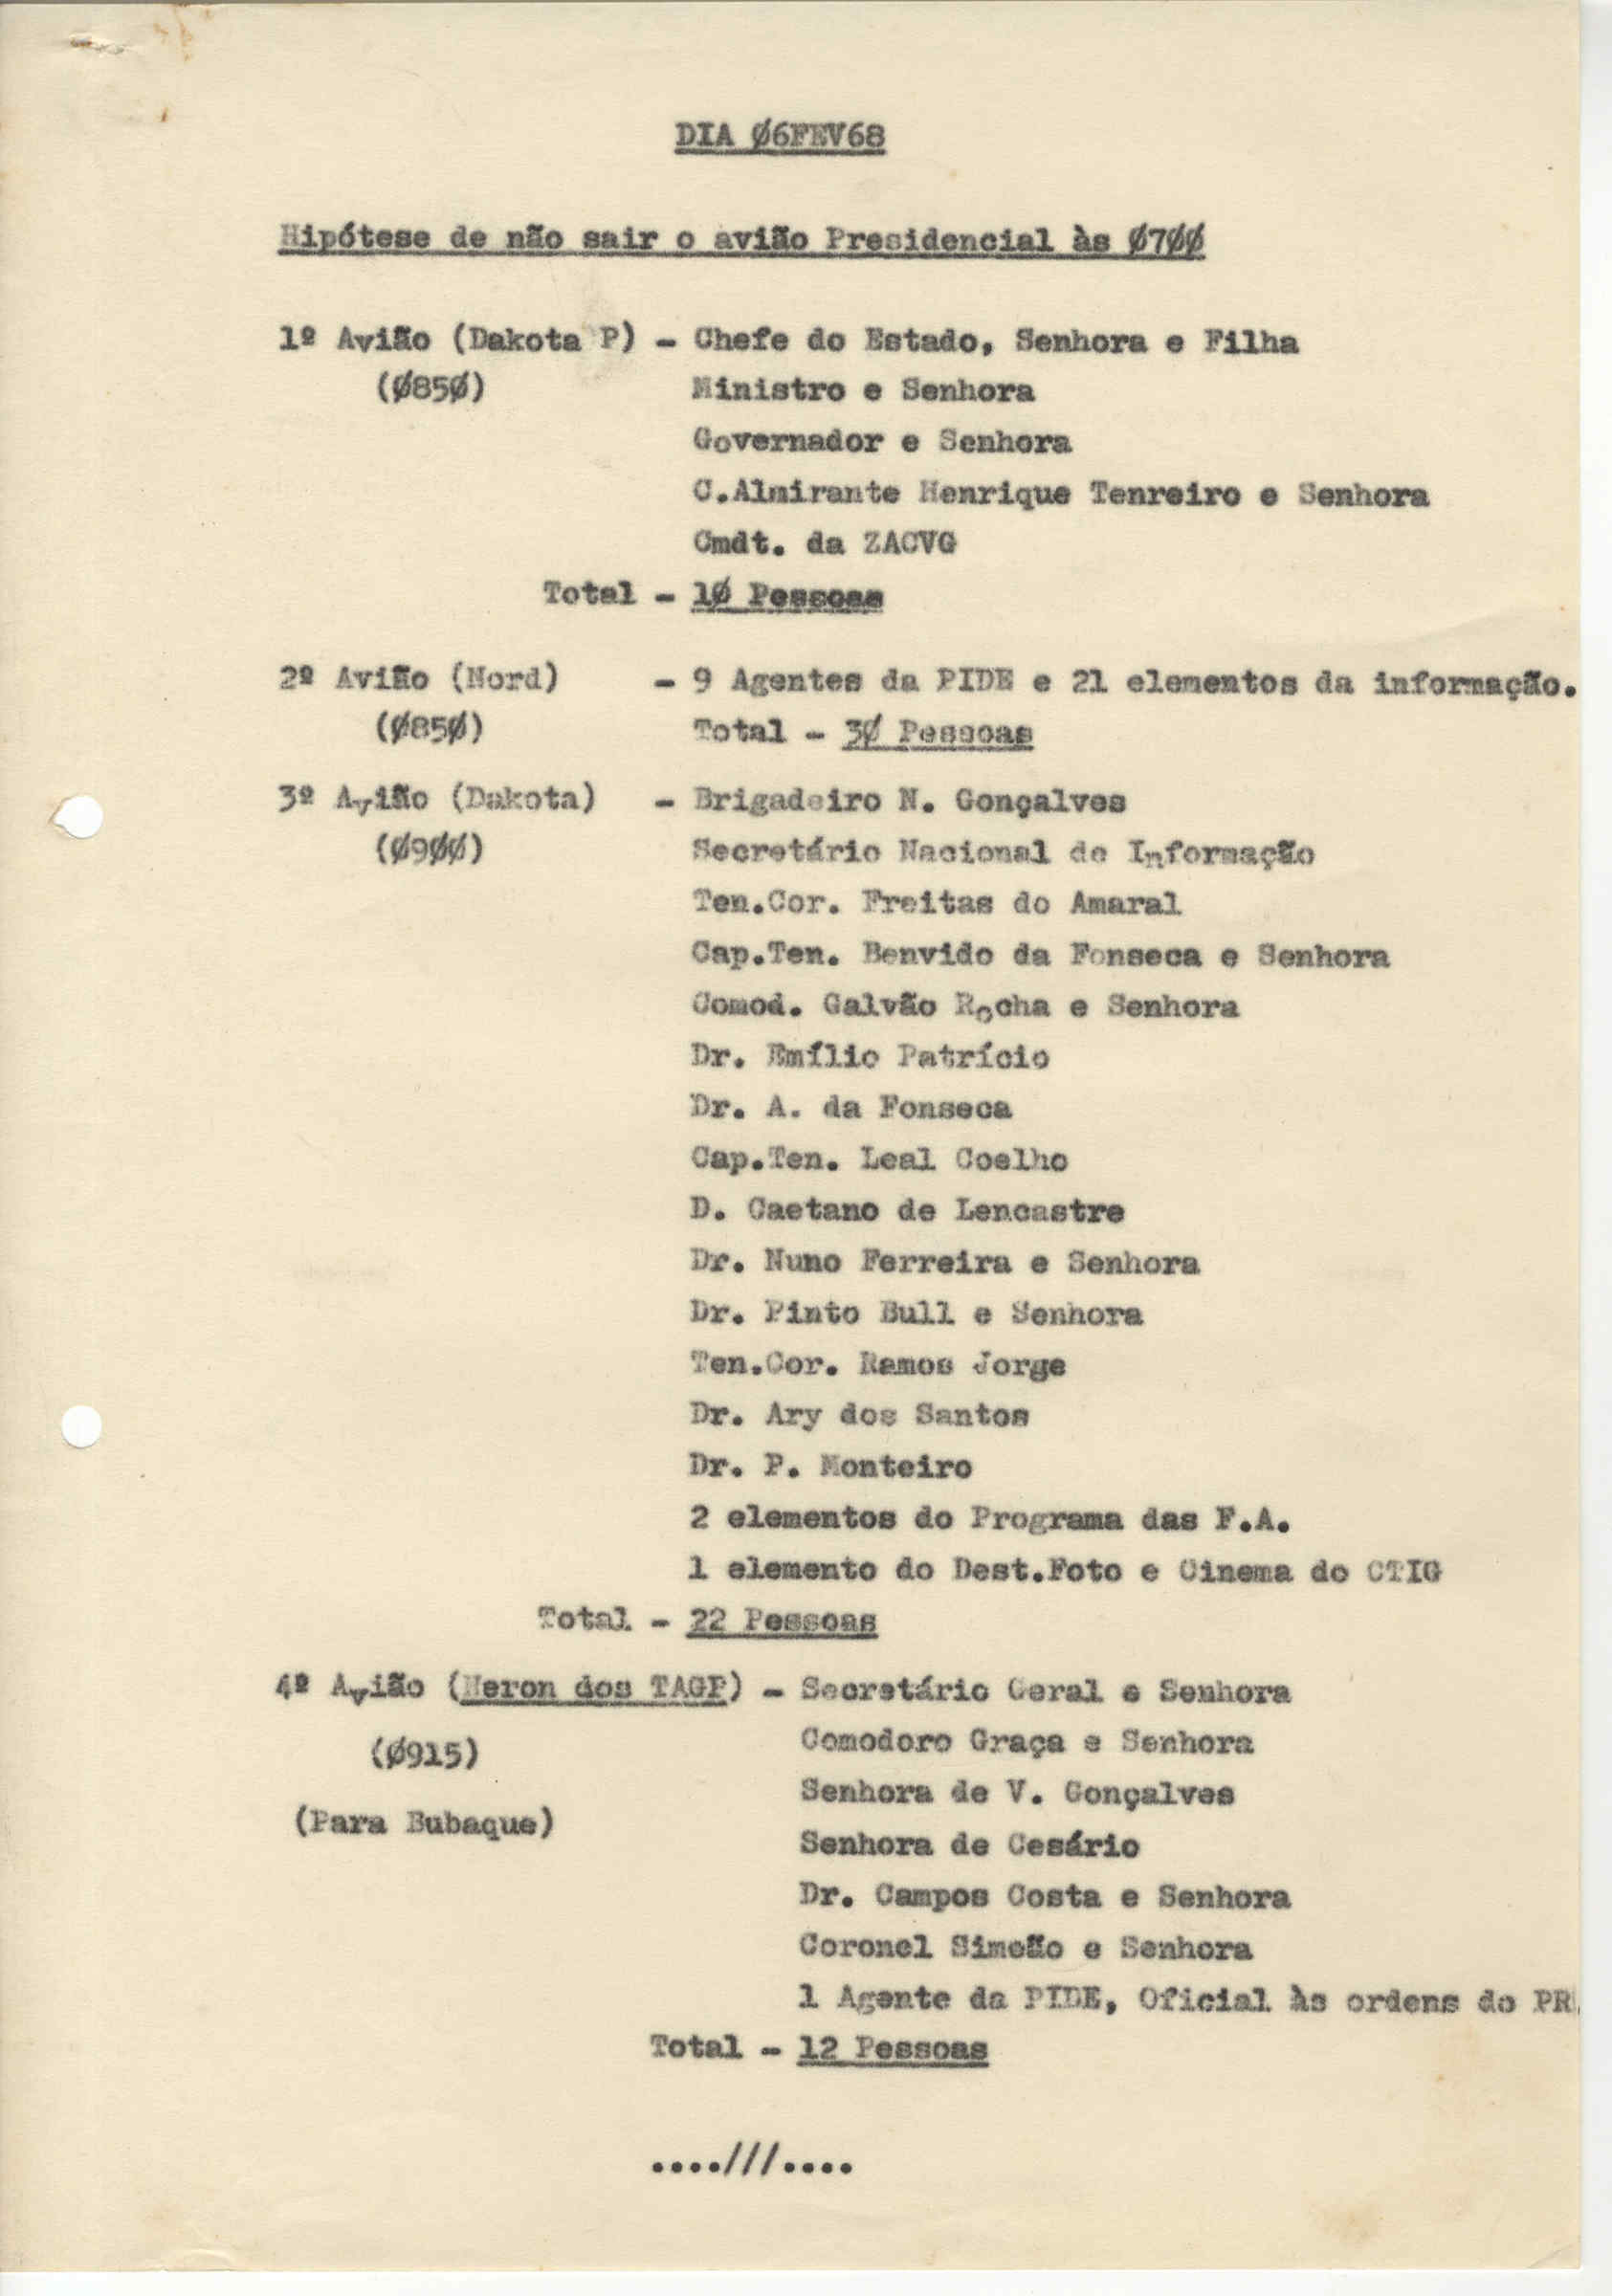 DIA Ø6FEV68
Hipótese de não sair o avião Presidencial às Ø7ØØ
1º Avião (Dakota P) - Chefe do Estado, Senhora e Filha
(Ø85Ø) Ministro e Senhora
Governador e Senhora
C.Almirante Henrique Tenreiro e Senhora
Cmdt. da ZACVG
Total - 1Ø Pessoas
2º Avião (Nord) - 9 Agentes da PIDE e 21 elementos da informação.
(Ø85Ø) Total - 3Ø Pessoas
3º Avião (Dakota) - Brigadeiro N. Gonçalves
(Ø9ØØ) Secretário Nacional de Informação
Ten.Cor. Freitas do Amaral
Cap.Ten. Benvido da Fonseca e Senhora
Comod. Galvão Rocha e Senhora
Dr. Emílio Patrício
Dr. A. da Fonseca
Cap.Ten. Leal Coelho
D. Caetano de Lencastre
Dr. Nuno Ferreira e Senhora
Dr. Pinto Bull e Senhora
Ten.Cor. Ramos Jorge
Dr. Ary dos Santos
Dr. P. Monteiro
2 elementos do Programa das F.A.
1 elemento do Dest.Foto e Cinema do CTIG
Total - 22 Pessoas
4º Avião (Heron dos TAGP) - Secretário Geral e Senhora
Comodoro Graça e Senhora
(Ø915)
Senhora de V. Gonçalves
(Para Bubaque)
Senhora de Cesário
Dr. Campos Costa e Senhora
Coronel Simeão e Senhora
1 Agente da PIDE, Oficial às ordens do PR
Total - 12 Pessoas
....///....